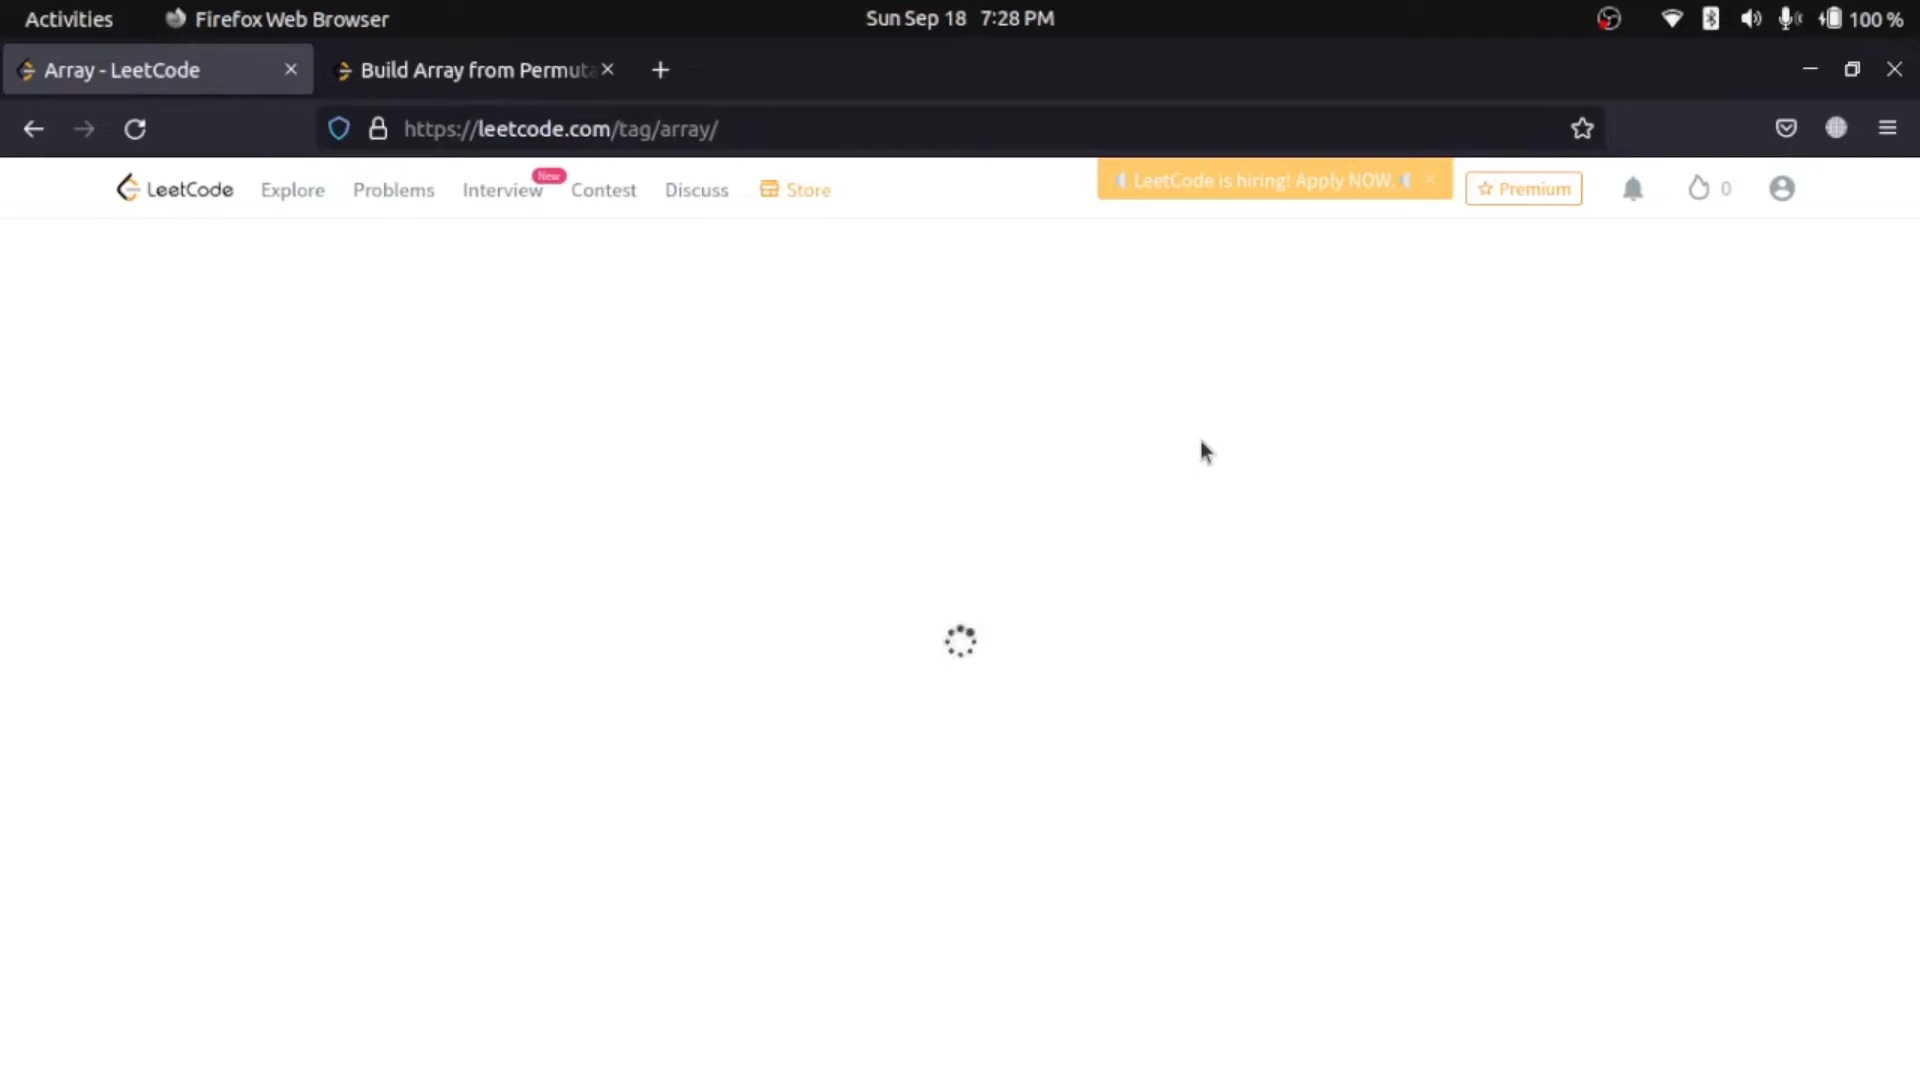 Activities Firefox Web Browser Sun Sep 18 7:28 PM 100 %
Array - LeetCode Build Array from Permuta
https://leetcode.com/tag/array/
LeetCode Explore Problems Interview New Contest Discuss Store LeetCode is hiring! Apply NOW. Premium 0